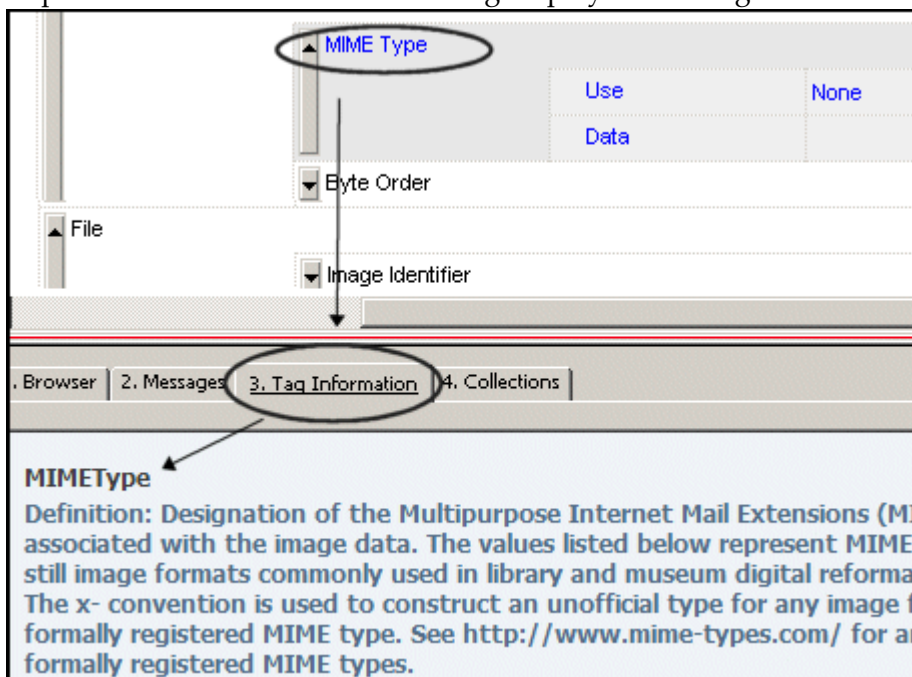 MIME Type
Use None
Data
Byte Order
File
Image Identifier
. Browser 2. Messages 3. Tag Information 4. Collections
MIMEType
Definition: Designation of the Multipurpose Internet Mail Extensions (MI
associated with the image data. The values listed below represent MIME
still image formats commonly used in library and museum digital reforma
The x- convention is used to construct an unofficial type for any image f
formally registered MIME type. See http://www.mime-types.com/ for a
formally registered MIME types.